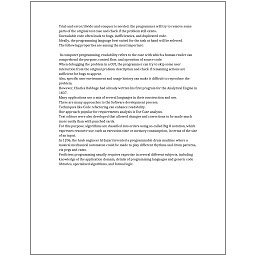 Trial-and-error/divide-and-conquer is needed: the programmer will try to remove some
parts of the original test case and check if the problem still exists.
Unreadable code often leads to bugs, inefficiencies, and duplicated code.
Ideally, the programming language best suited for the task at hand will be selected.
The following properties are among the most important:

In computer programming, readability refers to the ease with which a human reader can
comprehend the purpose, control flow, and operation of source code.
When debugging the problem in a GUI, the programmer can try to skip some user
interaction from the original problem description and check if remaining actions are
sufficient for bugs to appear.
Also, specific user environment and usage history can make it difficult to reproduce the
problem.
However, Charles Babbage had already written his first program for the Analytical Engine in
1837.
Many applications use a mix of several languages in their construction and use.
There are many approaches to the Software development process.
Techniques like Code refactoring can enhance readability.
One approach popular for requirements analysis is Use Case analysis.
Text editors were also developed that allowed changes and corrections to be made much
more easily than with punched cards.
For this purpose, algorithms are classified into orders using so-called Big O notation, which
expresses resource use, such as execution time or memory consumption, in terms of the size
of an input.
In 1206, the Arab engineer Al-Jazari invented a programmable drum machine where a
musical mechanical automaton could be made to play different rhythms and drum patterns,
via pegs and cams.
Proficient programming usually requires expertise in several different subjects, including
knowledge of the application domain, details of programming languages and generic code
libraries, specialized algorithms, and formal logic.